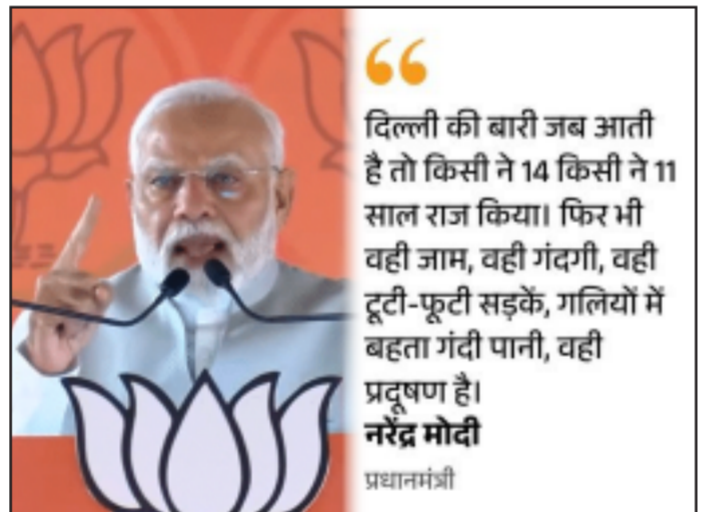 “
दिल्ली की बारी जब आती
है तो किसी ने 14 किसी ने 11
साल राज किया। फिर भी
वही जाम, वही गंदगी, वही
टूटी-फूटी सड़कें, गलियों में
बहता गंदी पानी, वही
प्रदूषण है।
नरेंद्र मोदी
प्रधानमंत्री